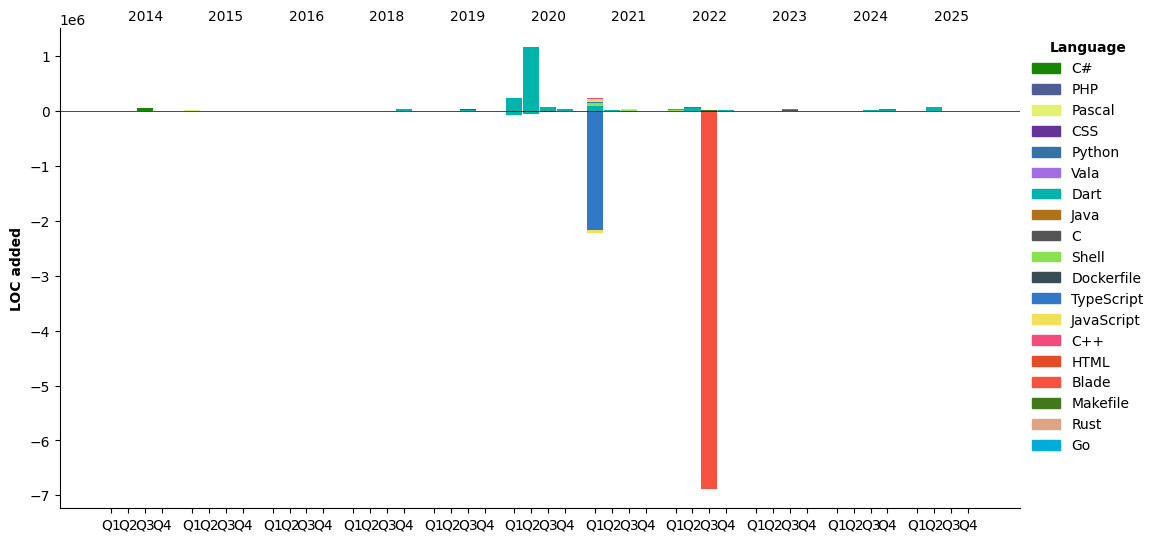 2014 2015 2016 2018 2019 2020 2021 2022 2023 2024 2025
1e6
1
0
−1
−2
−3
−4
−5
−6
−7
LOC added
Q1Q2Q3Q4 Q1Q2Q3Q4 Q1Q2Q3Q4 Q1Q2Q3Q4 Q1Q2Q3Q4 Q1Q2Q3Q4 Q1Q2Q3Q4 Q1Q2Q3Q4 Q1Q2Q3Q4 Q1Q2Q3Q4 Q1Q2Q3Q4
Language
C#
PHP
Pascal
CSS
Python
Vala
Dart
Java
C
Shell
Dockerfile
TypeScript
JavaScript
C++
HTML
Blade
Makefile
Rust
Go